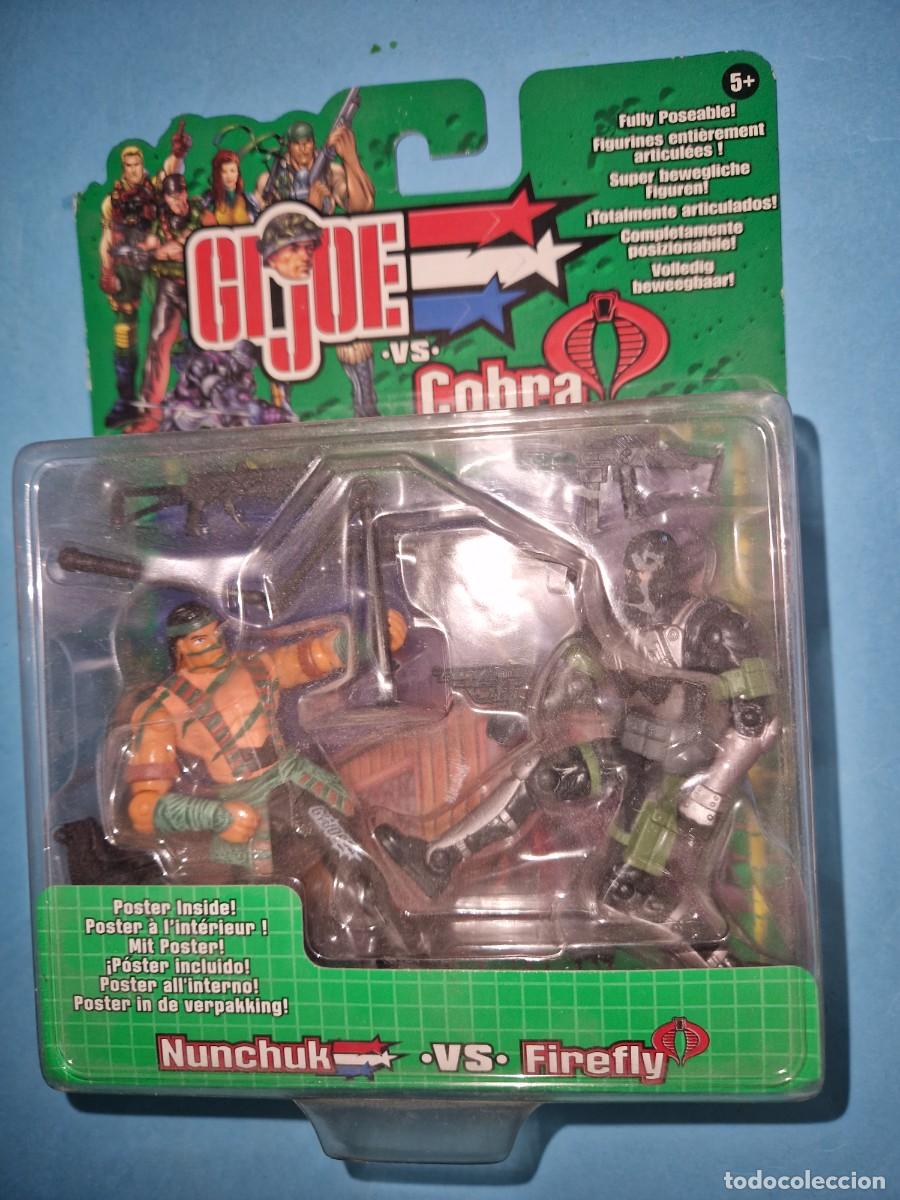 5+
Fully Poseable!
Figurines entièrement
articulées !
Super bewegliche
Figuren!
¡Totalmente articulados!
Completamente
posizionabile!
Volledig
beweegbaar!
GI JOE
·VS·
Cobra
Poster Inside!
Poster à l'intérieur !
Mit Poster!
¡Póster incluido!
Poster all'interno!
Poster in de verpakking!
Nunchuk ·VS· Firefly
todocoleccion